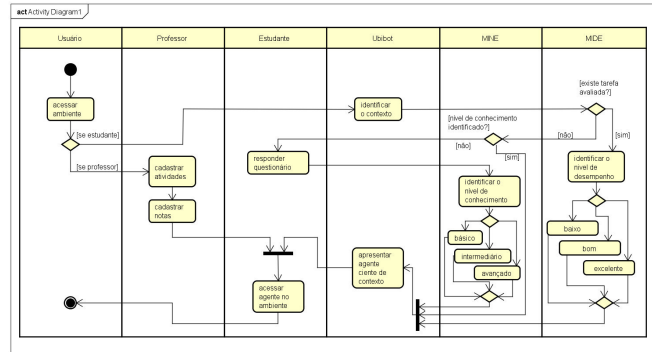 act Activity Diagram1
Usuário
Professor
Estudante
Ubibot
MINE
MIDE
acessar
ambiente
[se estudante]
[se professor]
cadastrar
atividades
cadastrar
notas
responder
questionário
acessar
agente no
ambiente
identificar
o contexto
apresentar
agente
ciente de
contexto
[nível de conhecimento
identificado?]
[não]
[sim]
identificar o
nível de
conhecimento
básico
intermediário
avançado
[existe tarefa
avaliada?]
[não]
[sim]
identificar o
nível de
desempenho
baixo
bom
excelente